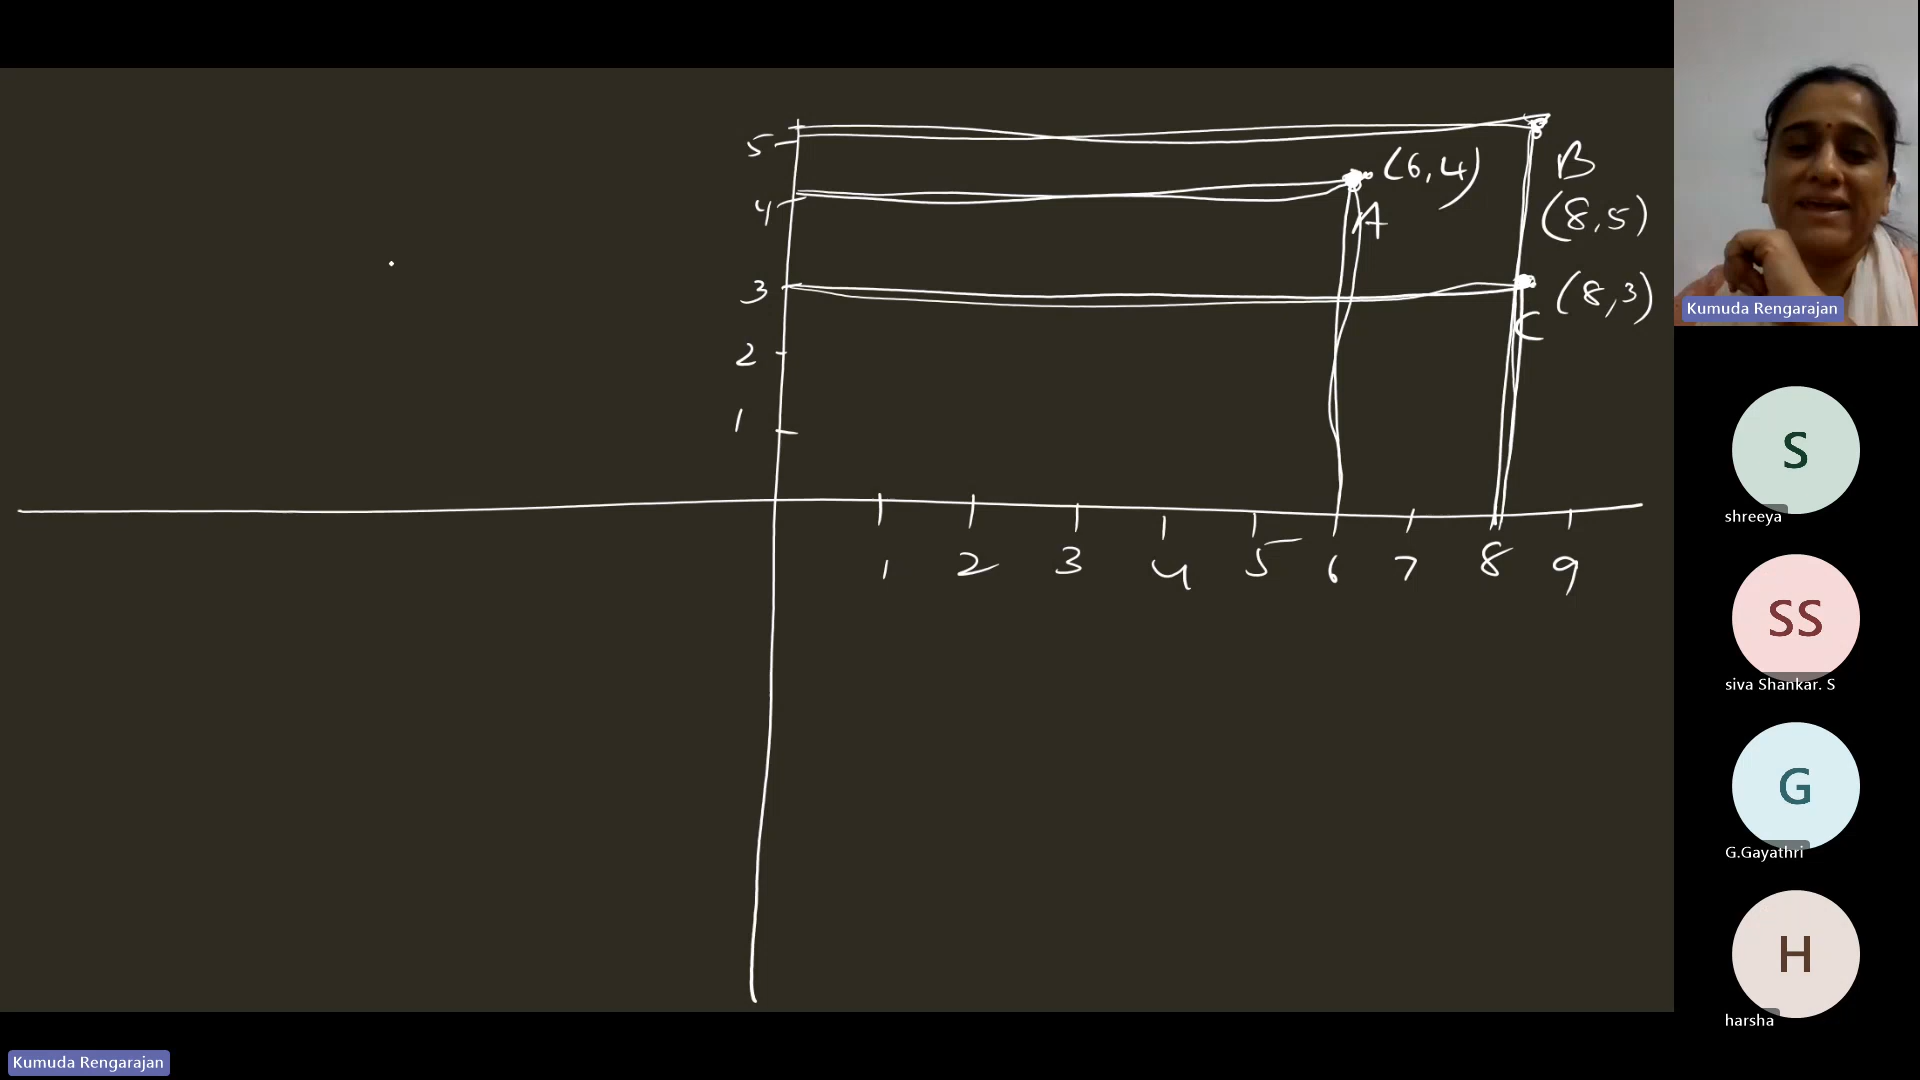 5
4
3
2
1
(6,4)
A
B
(8,5)
(8,3)
C
1 2 3 4 5 6 7 8 9
Kumuda Rengarajan
S
shreeya
SS
siva Shankar. S
G
G.Gayathri
H
harsha
Kumuda Rengarajan